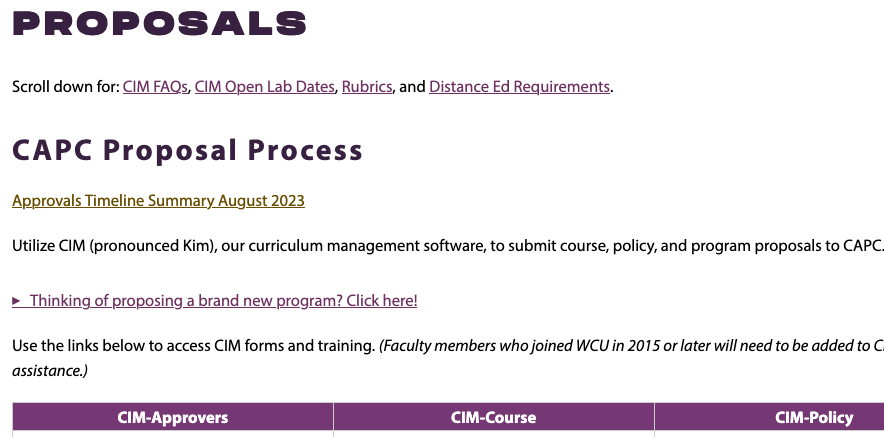 PROPOSALS
Scroll down for: CIM FAQs, CIM Open Lab Dates, Rubrics, and Distance Ed Requirements.
CAPC Proposal Process
Approvals Timeline Summary August 2023
Utilize CIM (pronounced Kim), our curriculum management software, to submit course, policy, and program proposals to CAPC.
▸ Thinking of proposing a brand new program? Click here!
Use the links below to access CIM forms and training. (Faculty members who joined WCU in 2015 or later will need to be added to
assistance.)
CIM-Approvers CIM-Course CIM-Policy